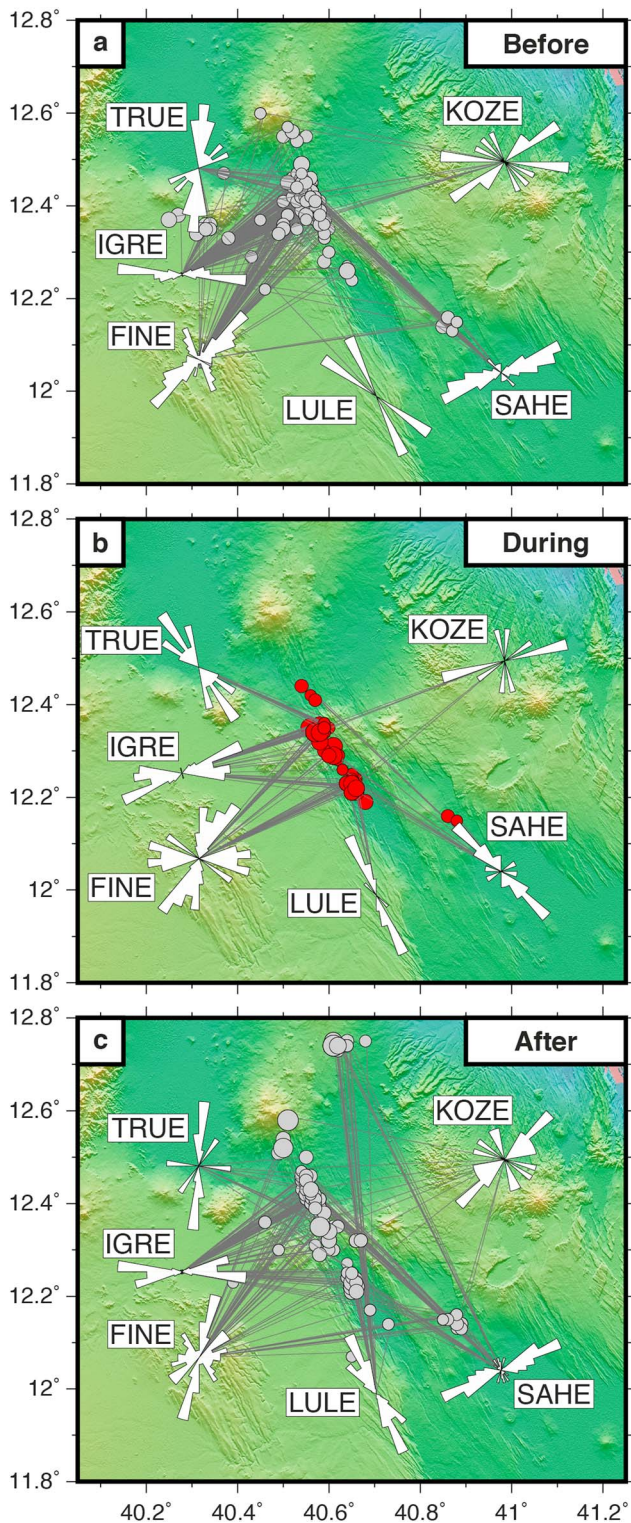 12.8˚
a
Before
12.6˚
TRUE
KOZE
12.4˚
IGRE
12.2˚
FINE
12˚
LULE
SAHE
11.8˚
12.8˚
b
During
12.6˚
TRUE
KOZE
12.4˚
IGRE
12.2˚
SAHE
FINE
12˚
LULE
11.8˚
12.8˚
c
After
12.6˚
TRUE
KOZE
12.4˚
IGRE
12.2˚
FINE
12˚
LULE
SAHE
11.8˚
40.2˚ 40.4˚ 40.6˚ 40.8˚ 41˚ 41.2˚